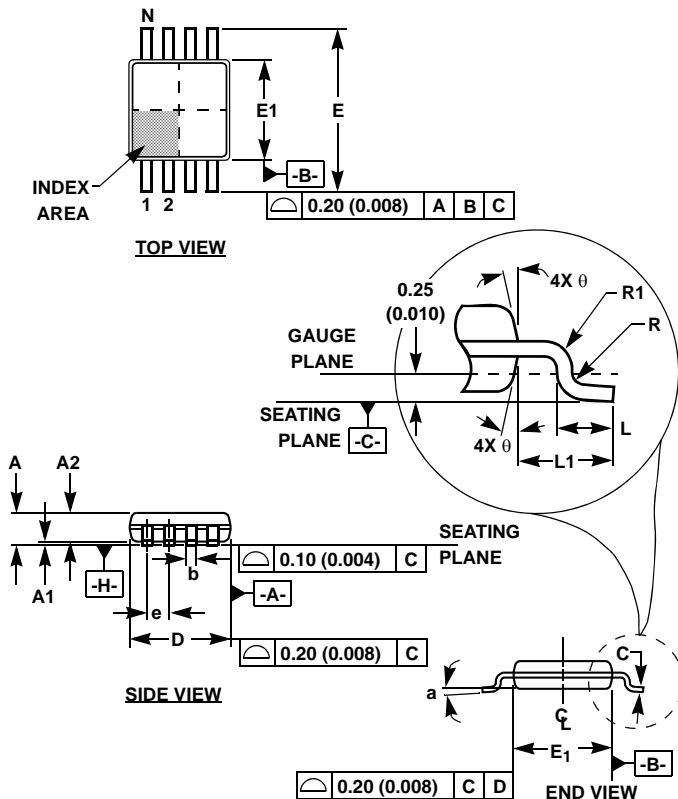 N
E1
E
-B-
INDEX
AREA
1 2
0.20 (0.008) A B C
TOP VIEW
4X θ
0.25
(0.010)
R1
R
GAUGE
PLANE
SEATING
PLANE
-C-
4X θ
L
L1
A
A2
SEATING
PLANE
-H-
A1
b
0.10 (0.004) C
-A-
e
D
0.20 (0.008) C
SIDE VIEW
C
a
CL
E1
-B-
0.20 (0.008) C D
END VIEW